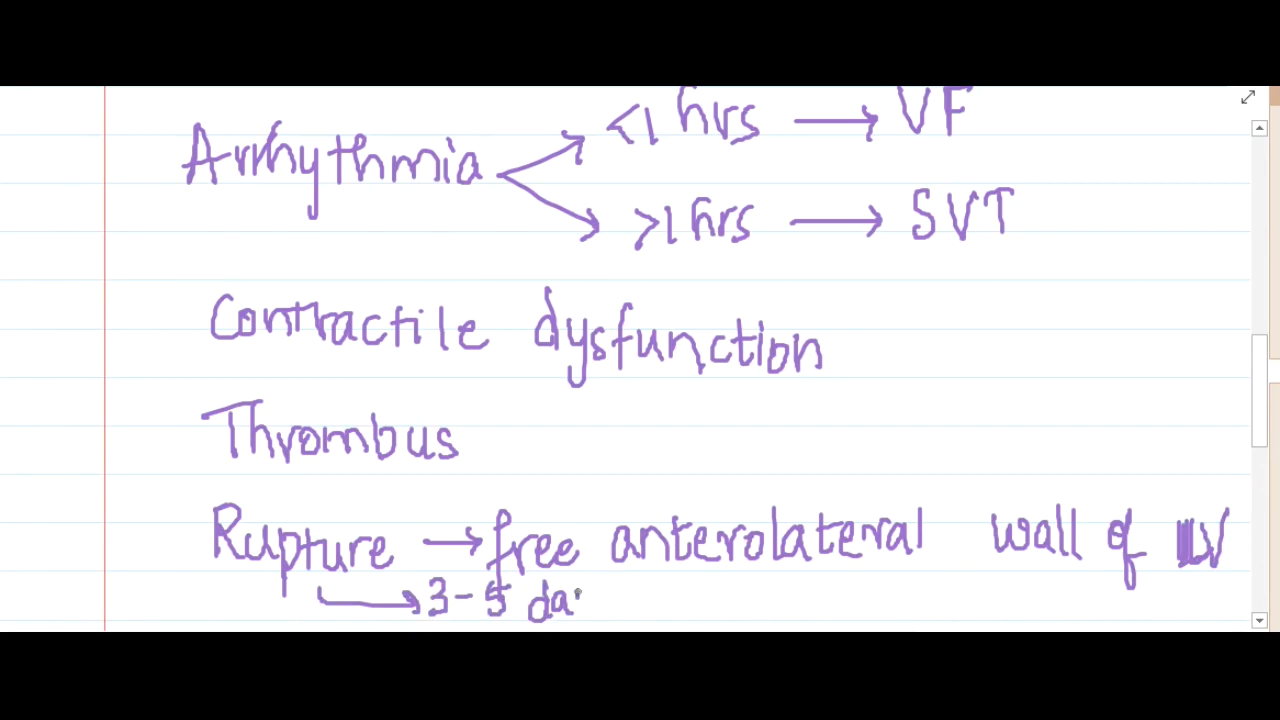 <1 hrs → VF
Arrhythmia
>1 hrs → SVT
Contractile dysfunction
Thrombus
Rupture → free anterolateral wall of LV
→ 3-5 da